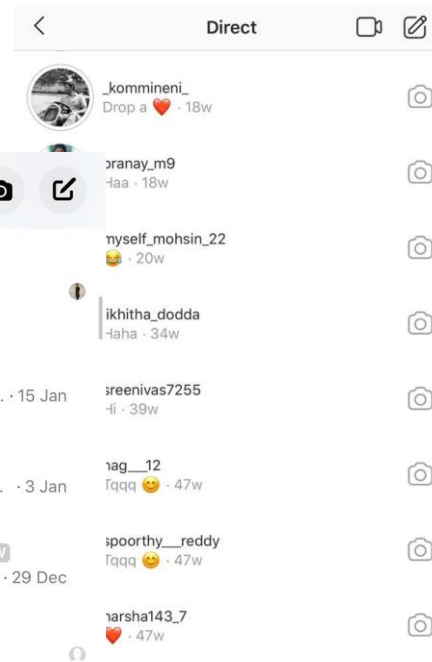 Direct
_kommineni_
Drop a ❤️ · 18w
pranay_m9
Haa · 18w
myself_mohsin_22
😂 · 20w
ikhitha_dodda
Haha · 34w
. · 15 Jan
sreenivas7255
Hi · 39w
nag__12
Tqqq 😊 · 47w
. · 3 Jan
spoorthy__reddy
Tqqq 😊 · 47w
· 29 Dec
harsha143_7
❤️ · 47w